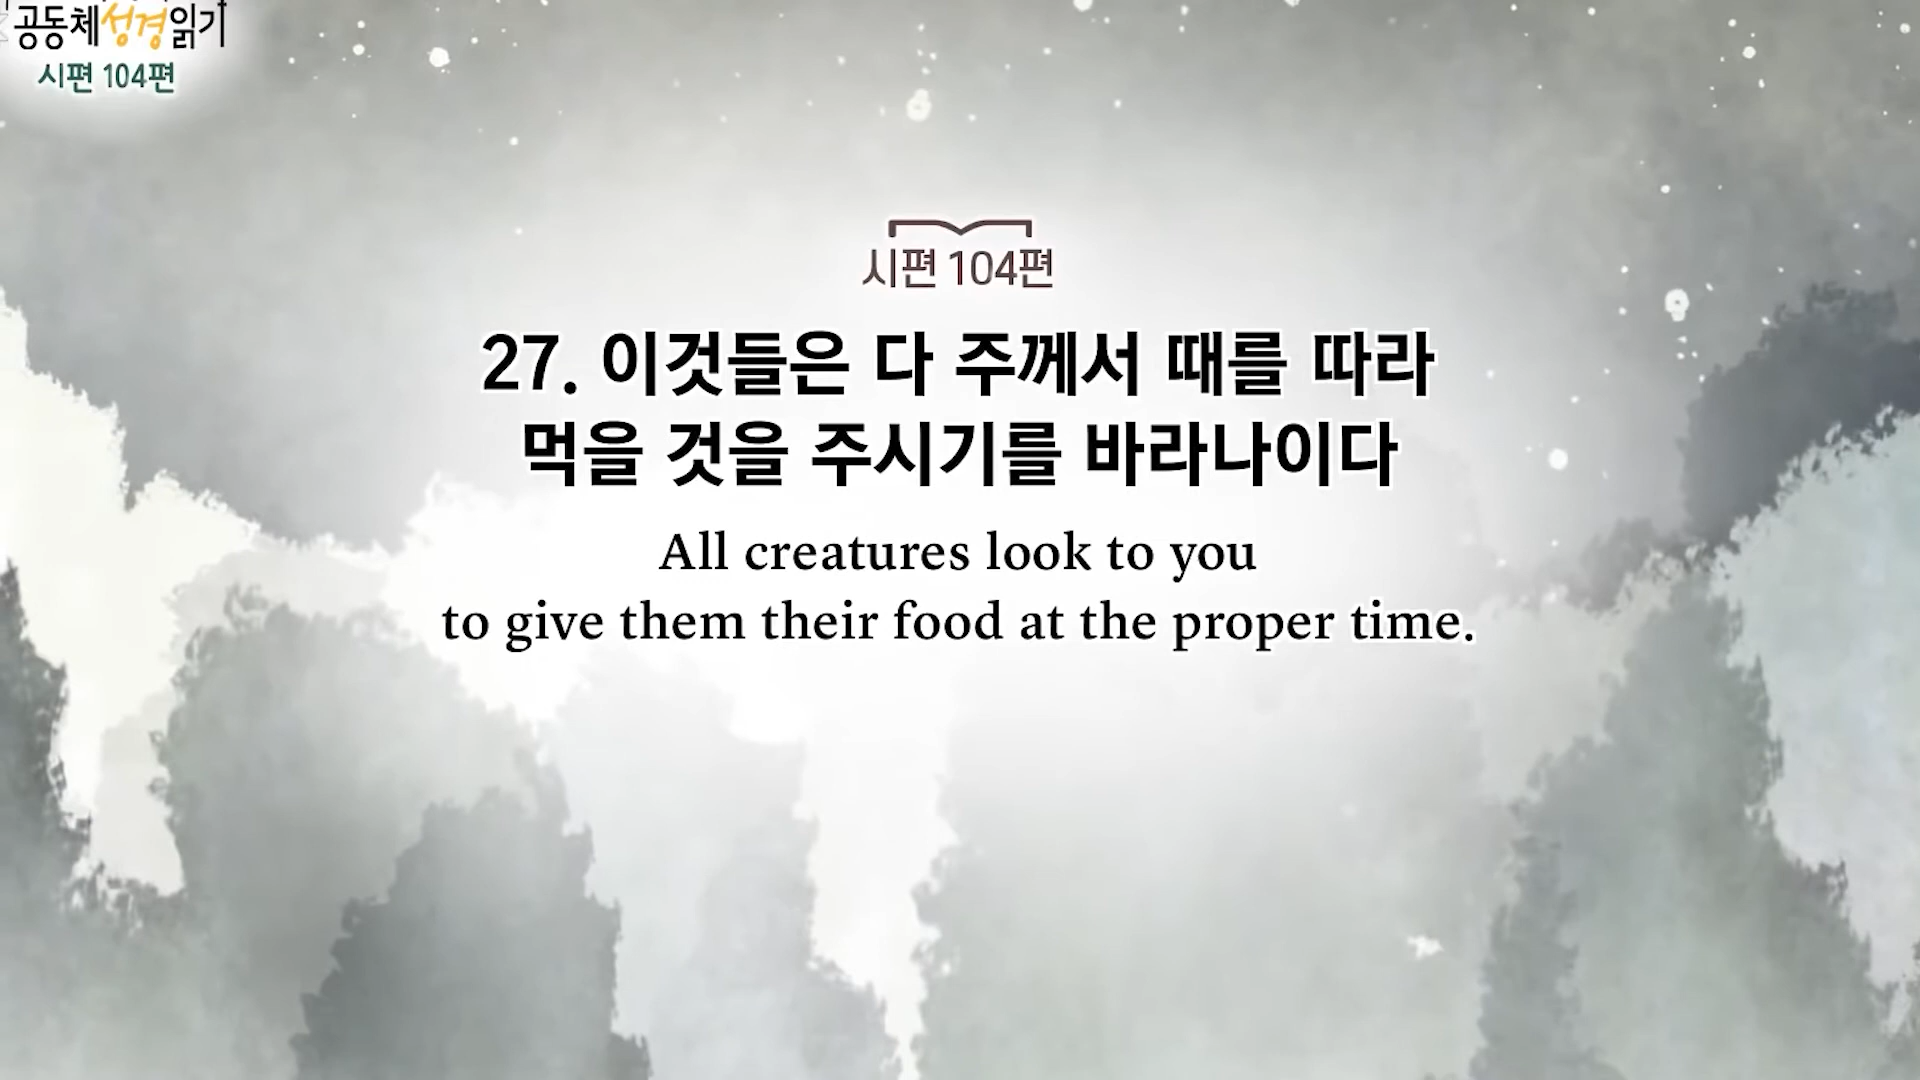 공동체성경읽기
시편 104편
시편 104편
27. 이것들은 다 주께서 때를 따라
먹을 것을 주시기를 바라나이다
All creatures look to you
to give them their food at the proper time.